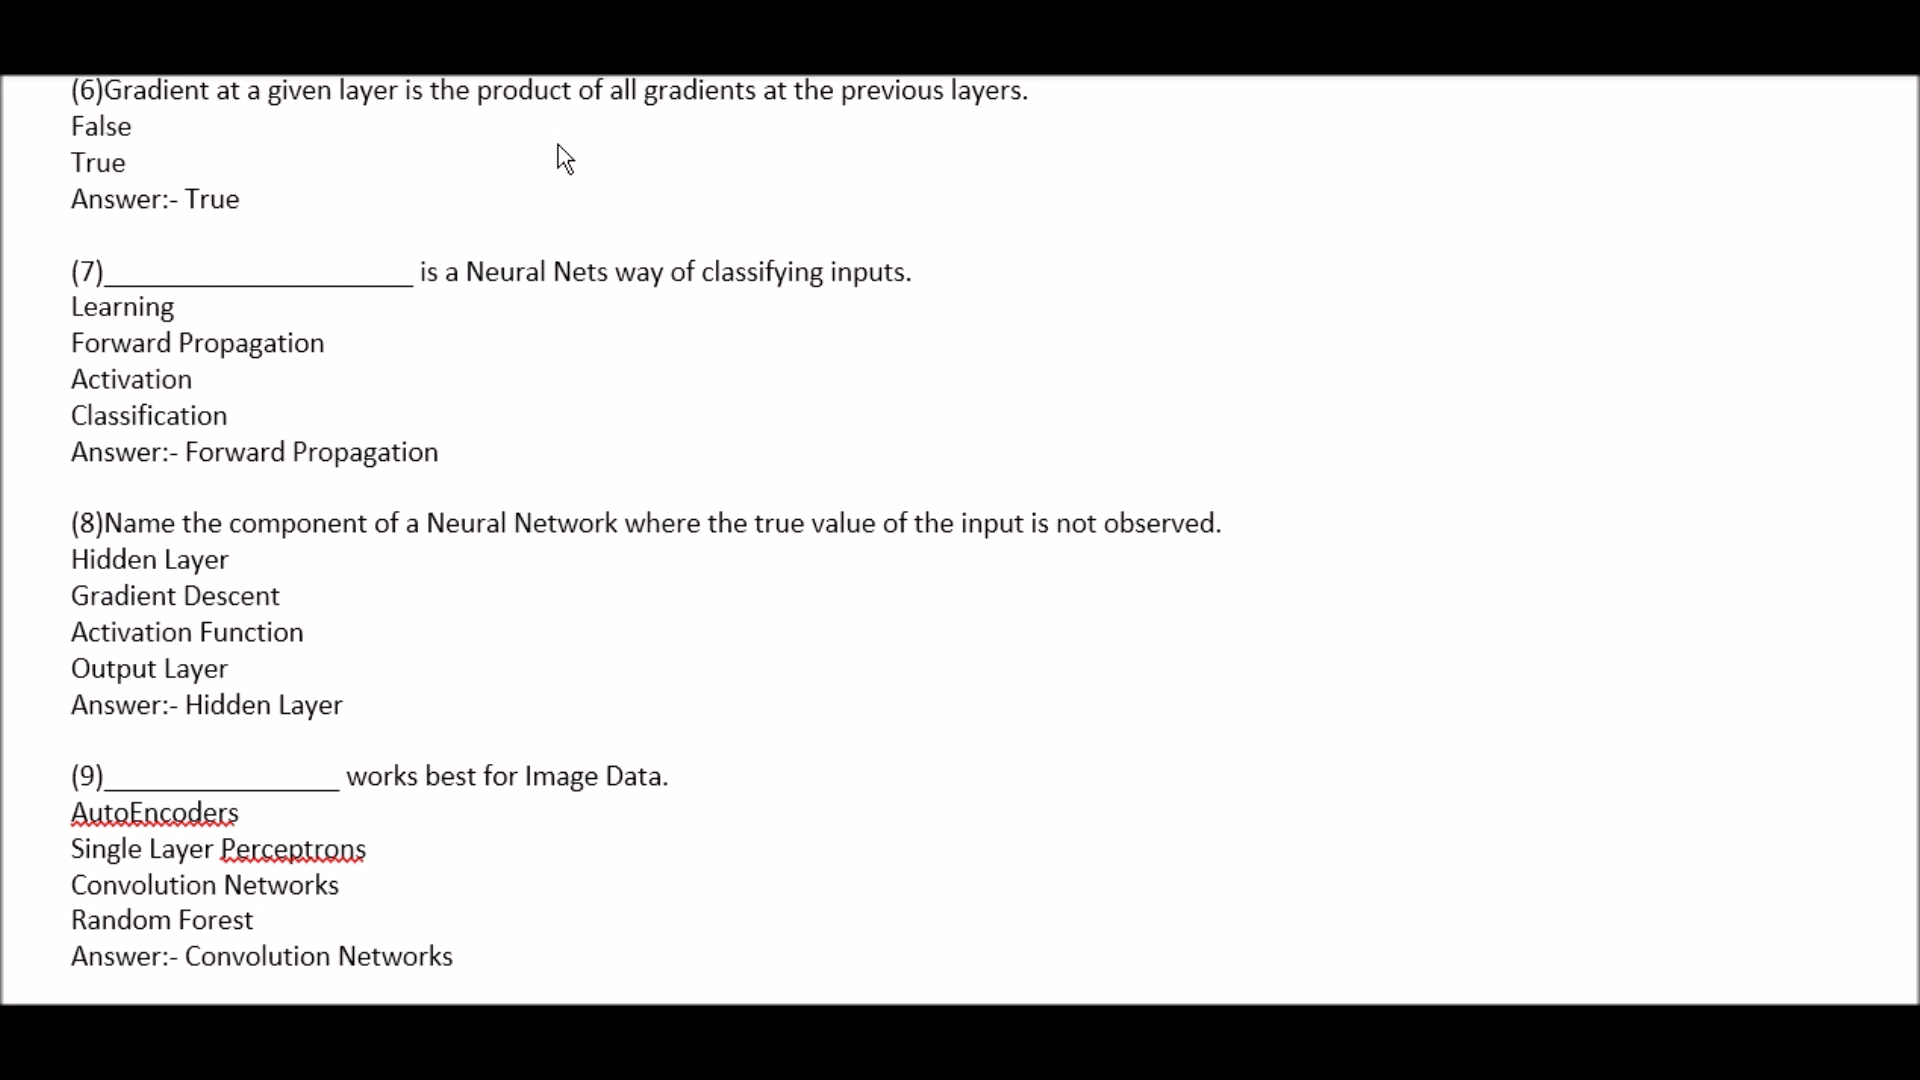 (6)Gradient at a given layer is the product of all gradients at the previous layers.
False
True
Answer:- True
(7)______________________ is a Neural Nets way of classifying inputs.
Learning
Forward Propagation
Activation
Classification
Answer:- Forward Propagation
(8)Name the component of a Neural Network where the true value of the input is not observed.
Hidden Layer
Gradient Descent
Activation Function
Output Layer
Answer:- Hidden Layer
(9)_________________ works best for Image Data.
AutoEncoders
Single Layer Perceptrons
Convolution Networks
Random Forest
Answer:- Convolution Networks